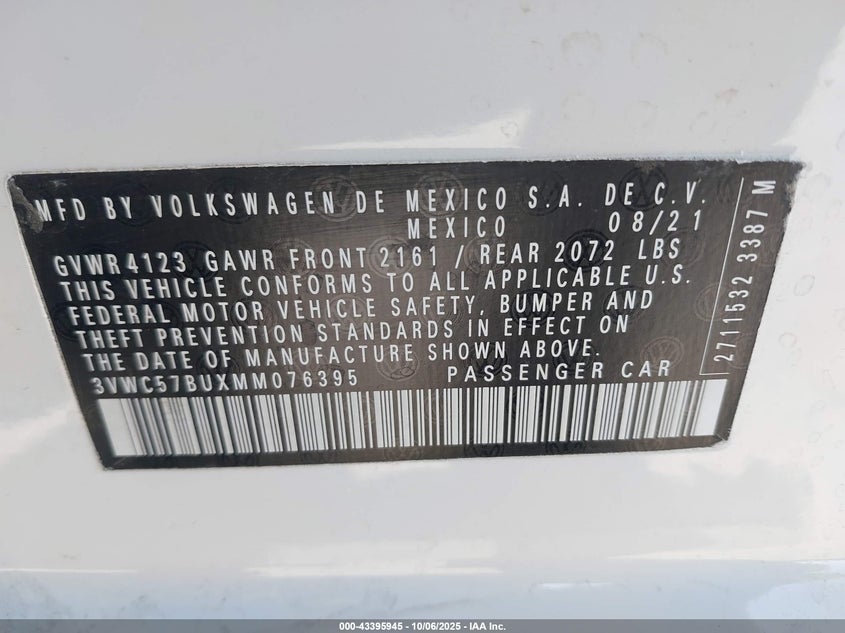 MFD BY VOLKSWAGEN DE MEXICO S.A. DE C.V.
MEXICO 08/21
GVWR 4123 GAWR FRONT 2161 / REAR 2072 LBS
THIS VEHICLE CONFORMS TO ALL APPLICABLE U.S.
FEDERAL MOTOR VEHICLE SAFETY, BUMPER AND
THEFT PREVENTION STANDARDS IN EFFECT ON
THE DATE OF MANUFACTURE SHOWN ABOVE.
3VWC57BUXMM076395 PASSENGER CAR
2711532 3387 M
000-43395945 - 10/06/2025 - IAA Inc.